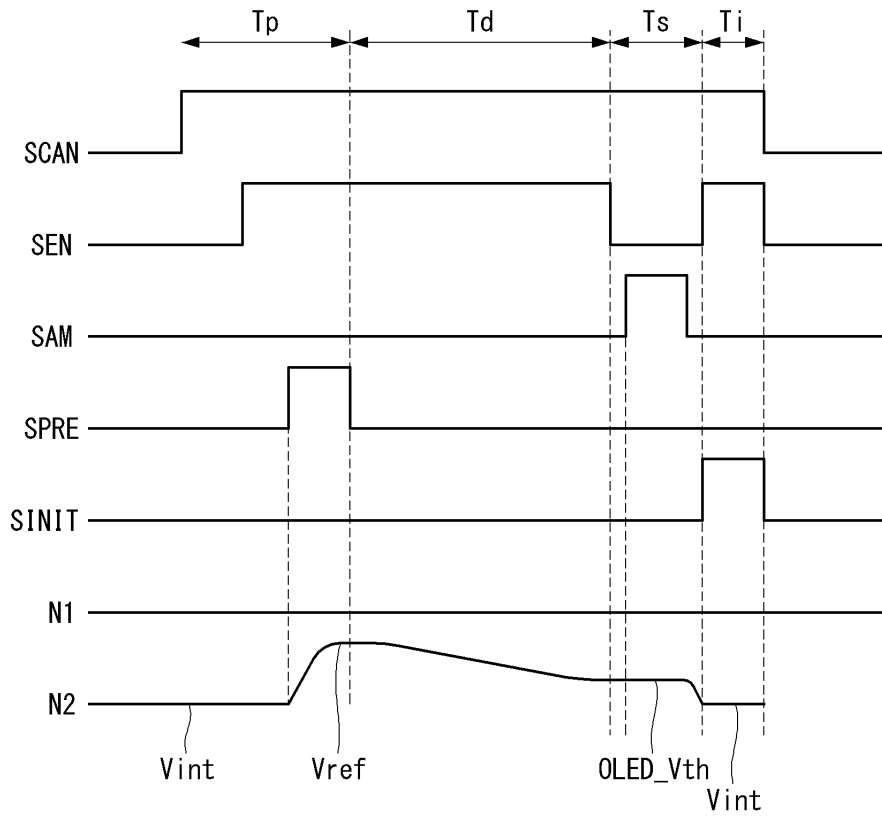 Tp Td Ts Ti
SCAN
SEN
SAM
SPRE
SINIT
N1
N2
Vint Vref OLED_Vth
Vint